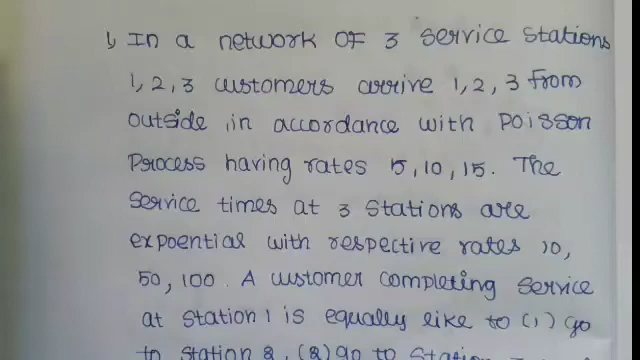 1, In a network OF 3 service stations
1, 2, 3 customers arrive 1, 2, 3 from
outside in accordance with poisson
process having rates 5, 10, 15. The
Service times at 3 stations are
expoential with respective rates 10,
50, 100. A customer completing service
at station 1 is equally like to (1) go
to station 2, (2) go to station